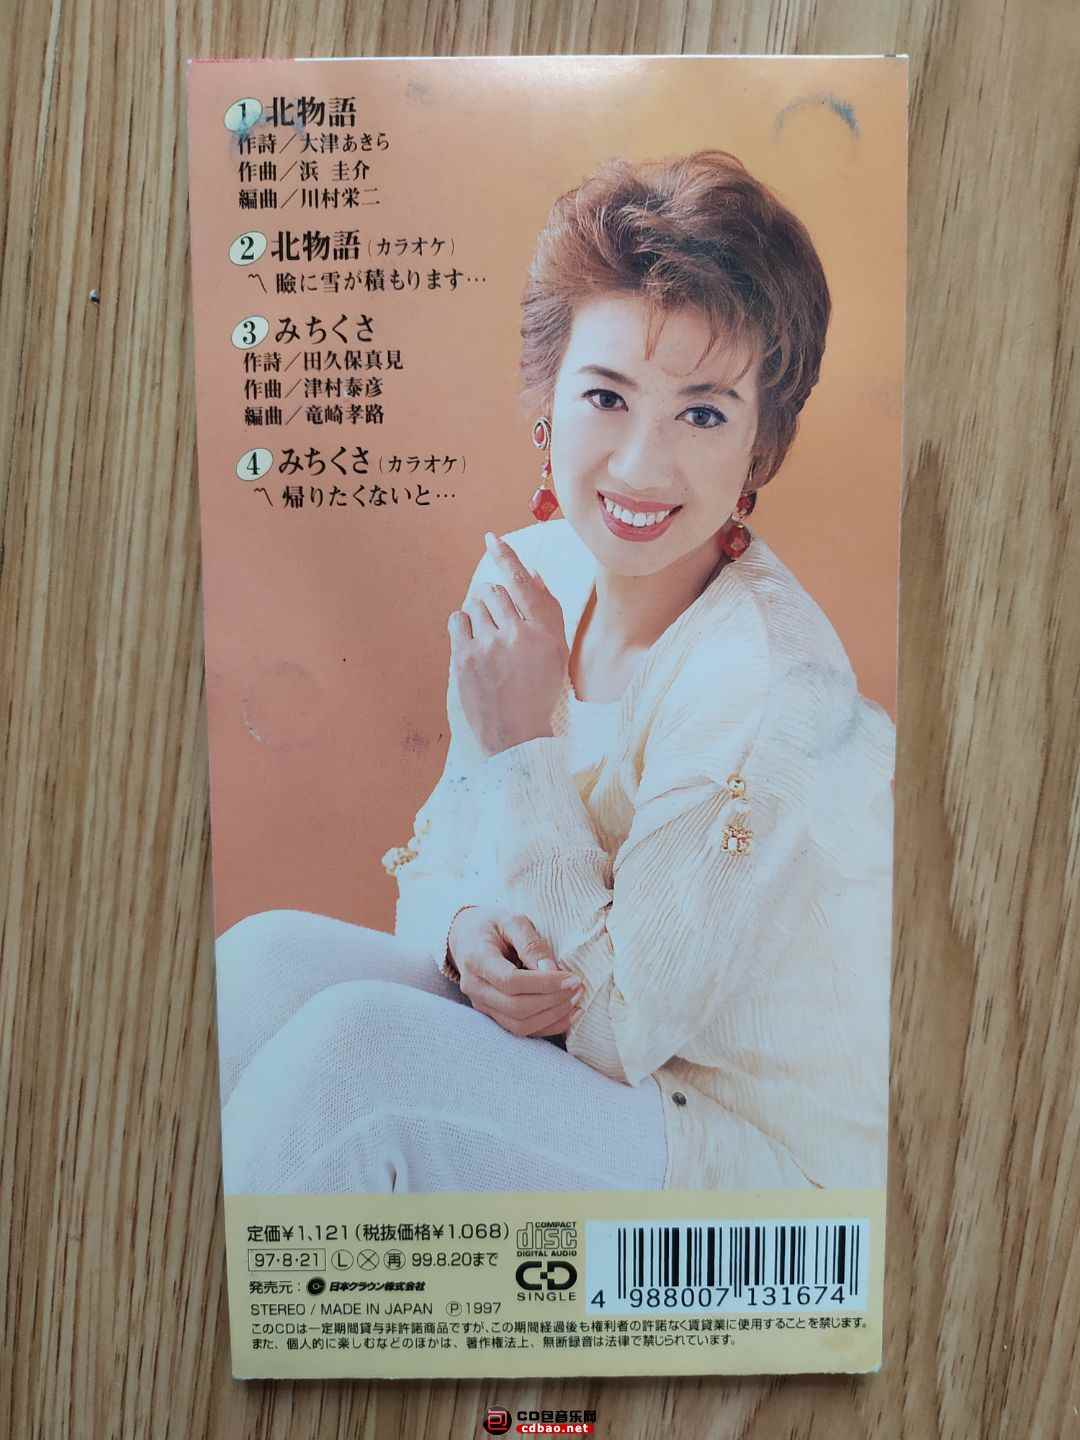 1 北物語
作詩／大津あきら
作曲／浜 圭介
編曲／川村栄二
2 北物語(カラオケ)
〽 瞼に雪が積もります…
3 みちくさ
作詩／田久保真見
作曲／津村泰彦
編曲／竜崎孝路
4 みちくさ(カラオケ)
〽 帰りたくないと…
定価¥1,121(税抜価格¥1.068)
97·8·21 Ⓛ Ⓧ 再 99.8.20まで
発売元: 日本クラウン株式会社
STEREO / MADE IN JAPAN Ⓟ 1997
COMPACT
disc
DIGITAL AUDIO
CD
SINGLE
4 988007 131674
このCDは一定期間貸与非許諾商品ですが、この期間経過後も権利者の許諾なく賃貸業に使用することを禁じます。
また、個人的に楽しむなどのほかは、著作権法上、無断録音は法律で禁じられています。
CD包音乐网
cdbao.net